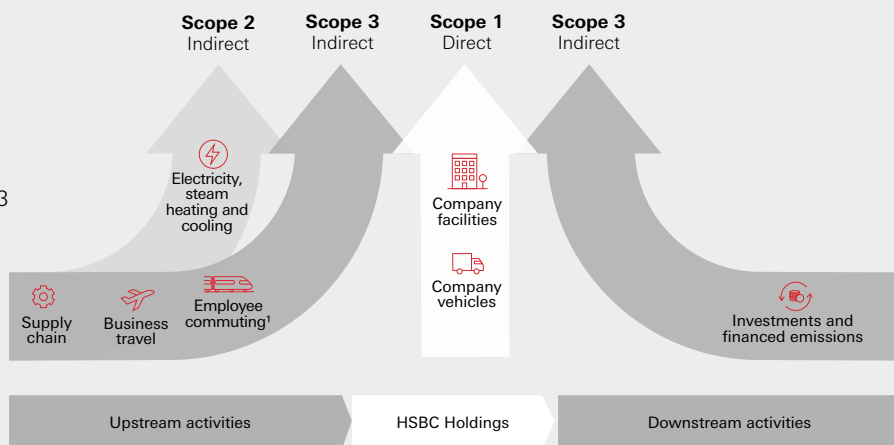 Scope 2
Indirect
Scope 3
Indirect
Scope 1
Direct
Scope 3
Indirect
3
Electricity,
steam
heating and
cooling
Company
facilities
Company
vehicles
Supply
chain
Business
travel
Employee
commuting¹
Investments and
financed emissions
Upstream activities
HSBC Holdings
Downstream activities